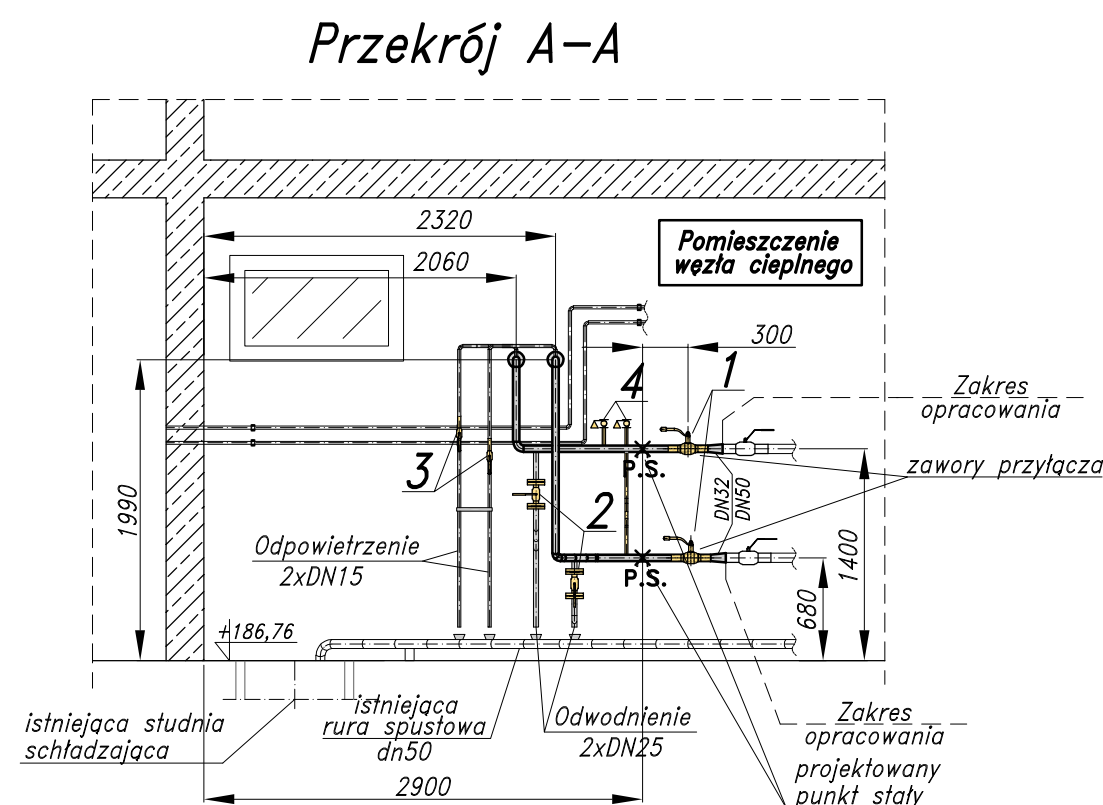 Przekrój A-A
2320
Pomieszczenie
węzła cieplnego
2060
300
1
4
Zakres
opracowania
P.S.
zawory przyłącza
3
DN32
DN50
1990
2
1400
Odpowietrzenie
2xDN15
P.S.
680
+186,76
istniejąca studnia
schładzająca
istniejąca
rura spustowa
dn50
Odwodnienie
2xDN25
Zakres
opracowania
projektowany
punkt stały
2900